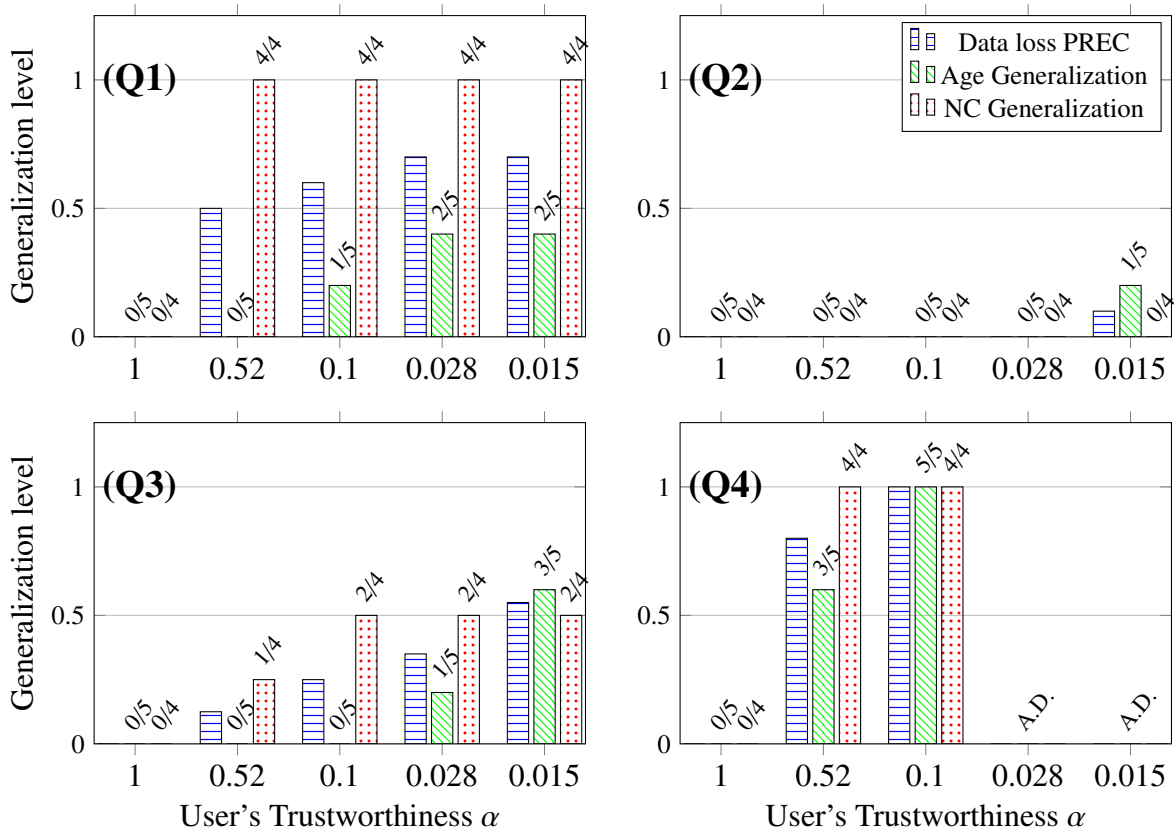 Generalization level
1
0.5
0
(Q1)
0/5 0/4
0/5 4/4
1/5 4/4
2/5 4/4
2/5 4/4
1 0.52 0.1 0.028 0.015
1
0.5
0
(Q2)
Data loss PREC
Age Generalization
NC Generalization
0/5 0/4
0/5 0/4
0/5 0/4
0/5 0/4
1/5 0/4
1 0.52 0.1 0.028 0.015
Generalization level
1
0.5
0
(Q3)
0/5 0/4
0/5 1/4
0/5 2/4
1/5 2/4
3/5 2/4
1 0.52 0.1 0.028 0.015
User's Trustworthiness α
1
0.5
0
(Q4)
0/5 0/4
3/5 4/4
5/5 4/4
A.D.
A.D.
1 0.52 0.1 0.028 0.015
User's Trustworthiness α